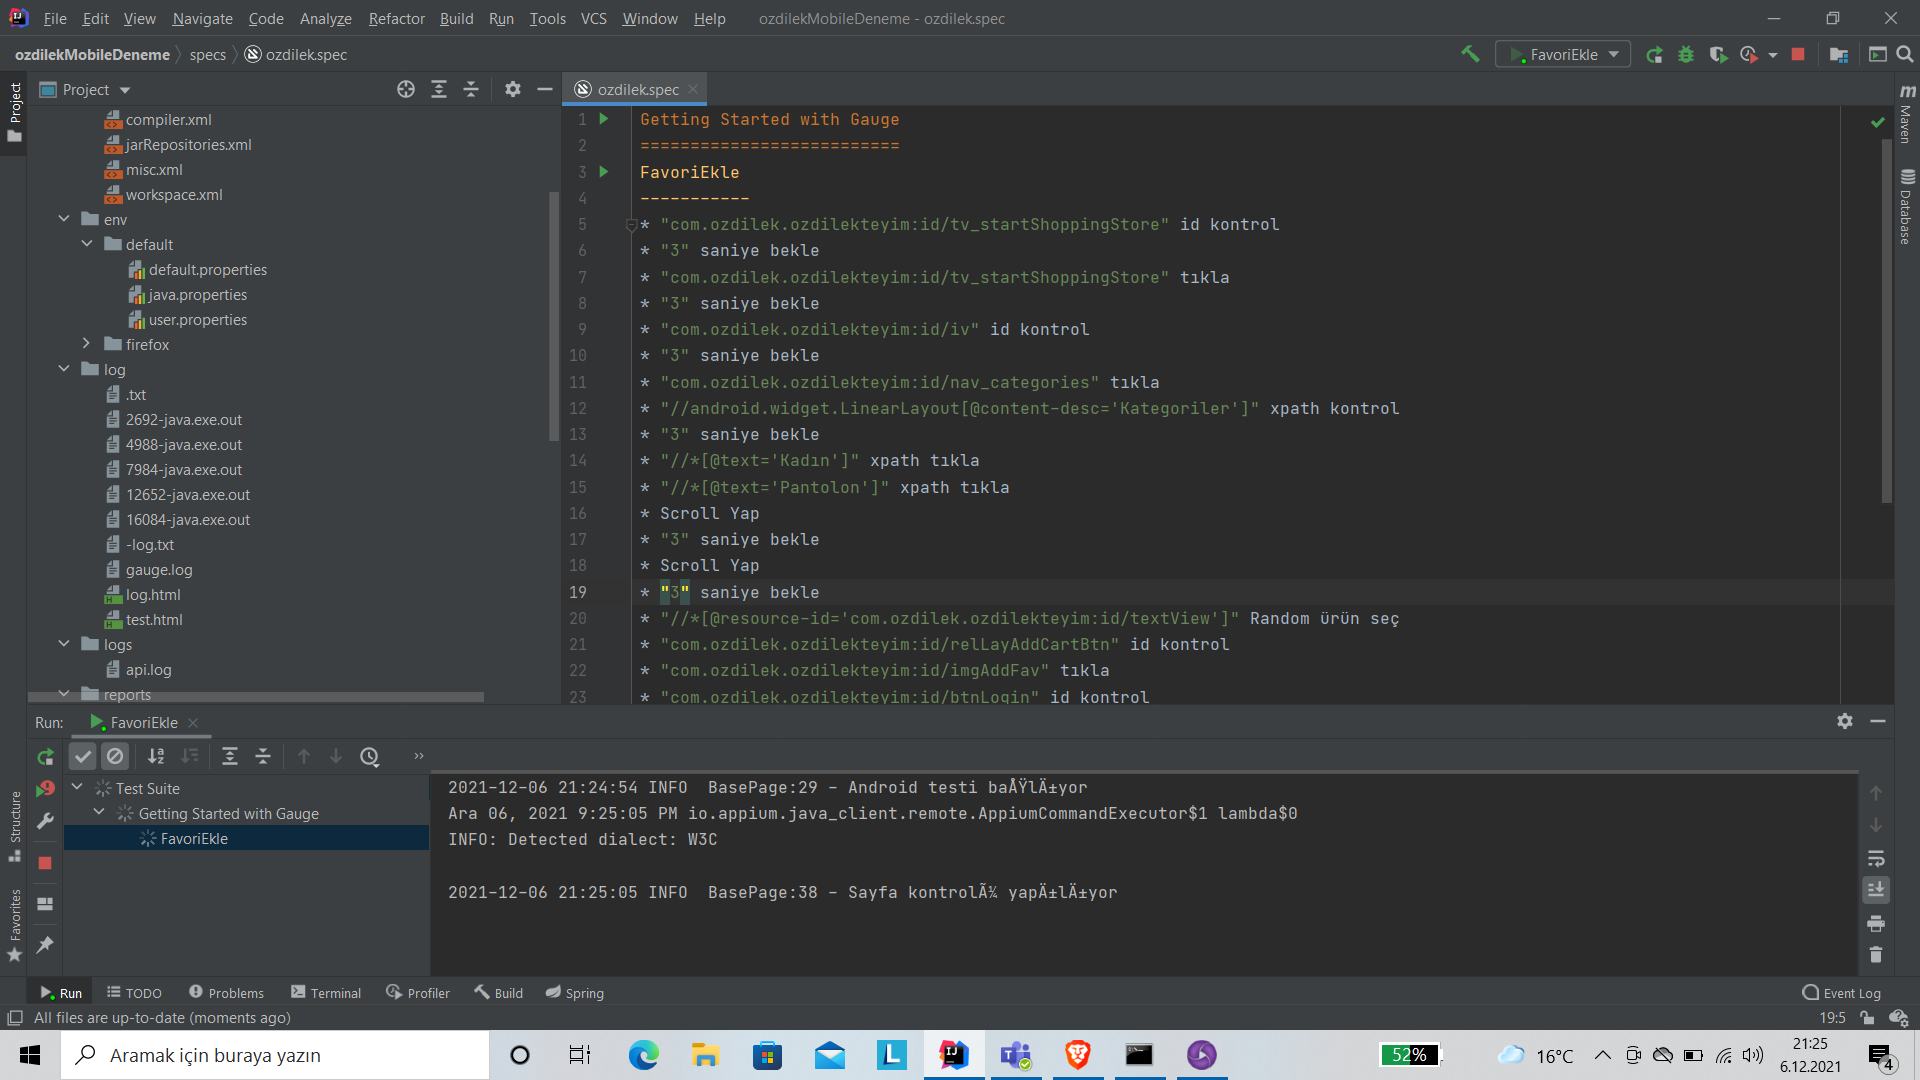 File Edit View Navigate Code Analyze Refactor Build Run Tools VCS Window Help ozdilekMobileDeneme - ozdilek.spec
ozdilekMobileDeneme specs ozdilek.spec
FavoriEkle
Project
compiler.xml
jarRepositories.xml
misc.xml
workspace.xml
env
default
default.properties
java.properties
user.properties
firefox
log
.txt
2692-java.exe.out
4988-java.exe.out
7984-java.exe.out
12652-java.exe.out
16084-java.exe.out
-log.txt
gauge.log
log.html
test.html
logs
api.log
reports
ozdilek.spec
1 Getting Started with Gauge
2 ==========================
3 FavoriEkle
4 -----------
5 * "com.ozdilek.ozdilekteyim:id/tv_startShoppingStore" id kontrol
6 * "3" saniye bekle
7 * "com.ozdilek.ozdilekteyim:id/tv_startShoppingStore" tıkla
8 * "3" saniye bekle
9 * "com.ozdilek.ozdilekteyim:id/iv" id kontrol
10 * "3" saniye bekle
11 * "com.ozdilek.ozdilekteyim:id/nav_categories" tıkla
12 * "//android.widget.LinearLayout[@content-desc='Kategoriler']" xpath kontrol
13 * "3" saniye bekle
14 * "//*[@text='Kadın']" xpath tıkla
15 * "//*[@text='Pantolon']" xpath tıkla
16 * Scroll Yap
17 * "3" saniye bekle
18 * Scroll Yap
19 * "3" saniye bekle
20 * "//*[@resource-id='com.ozdilek.ozdilekteyim:id/textView']" Random ürün seç
21 * "com.ozdilek.ozdilekteyim:id/relLayAddCartBtn" id kontrol
22 * "com.ozdilek.ozdilekteyim:id/imgAddFav" tıkla
23 * "com.ozdilek.ozdilekteyim:id/btnLogin" id kontrol
Project
Structure
Favorites
Maven
Database
Run: FavoriEkle
Test Suite
Getting Started with Gauge
FavoriEkle
2021-12-06 21:24:54 INFO BasePage:29 - Android testi baÅŸlÄ±yor
Ara 06, 2021 9:25:05 PM io.appium.java_client.remote.AppiumCommandExecutor$1 lambda$0
INFO: Detected dialect: W3C
2021-12-06 21:25:05 INFO BasePage:38 - Sayfa kontrolÃ¼ yapÄ±lÄ±yor
Run TODO Problems Terminal Profiler Build Spring Event Log
All files are up-to-date (moments ago) 19:5
Aramak için buraya yazın
52%
16°C
21:25
6.12.2021
4